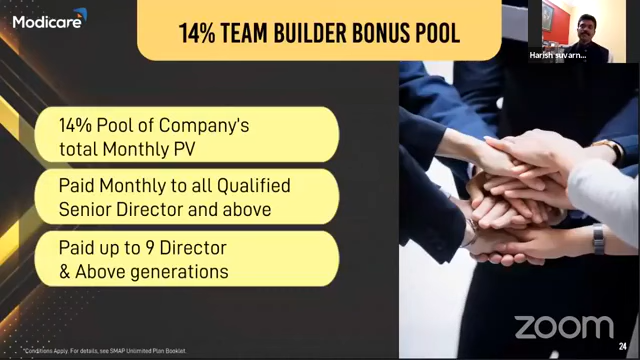 Modicare
14% TEAM BUILDER BONUS POOL
Harish suvarn...
14% Pool of Company's
total Monthly PV
Paid Monthly to all Qualified
Senior Director and above
Paid up to 9 Director
& Above generations
*Conditions Apply. For details, see SMAP Unlimited Plan Booklet.
zoom
24